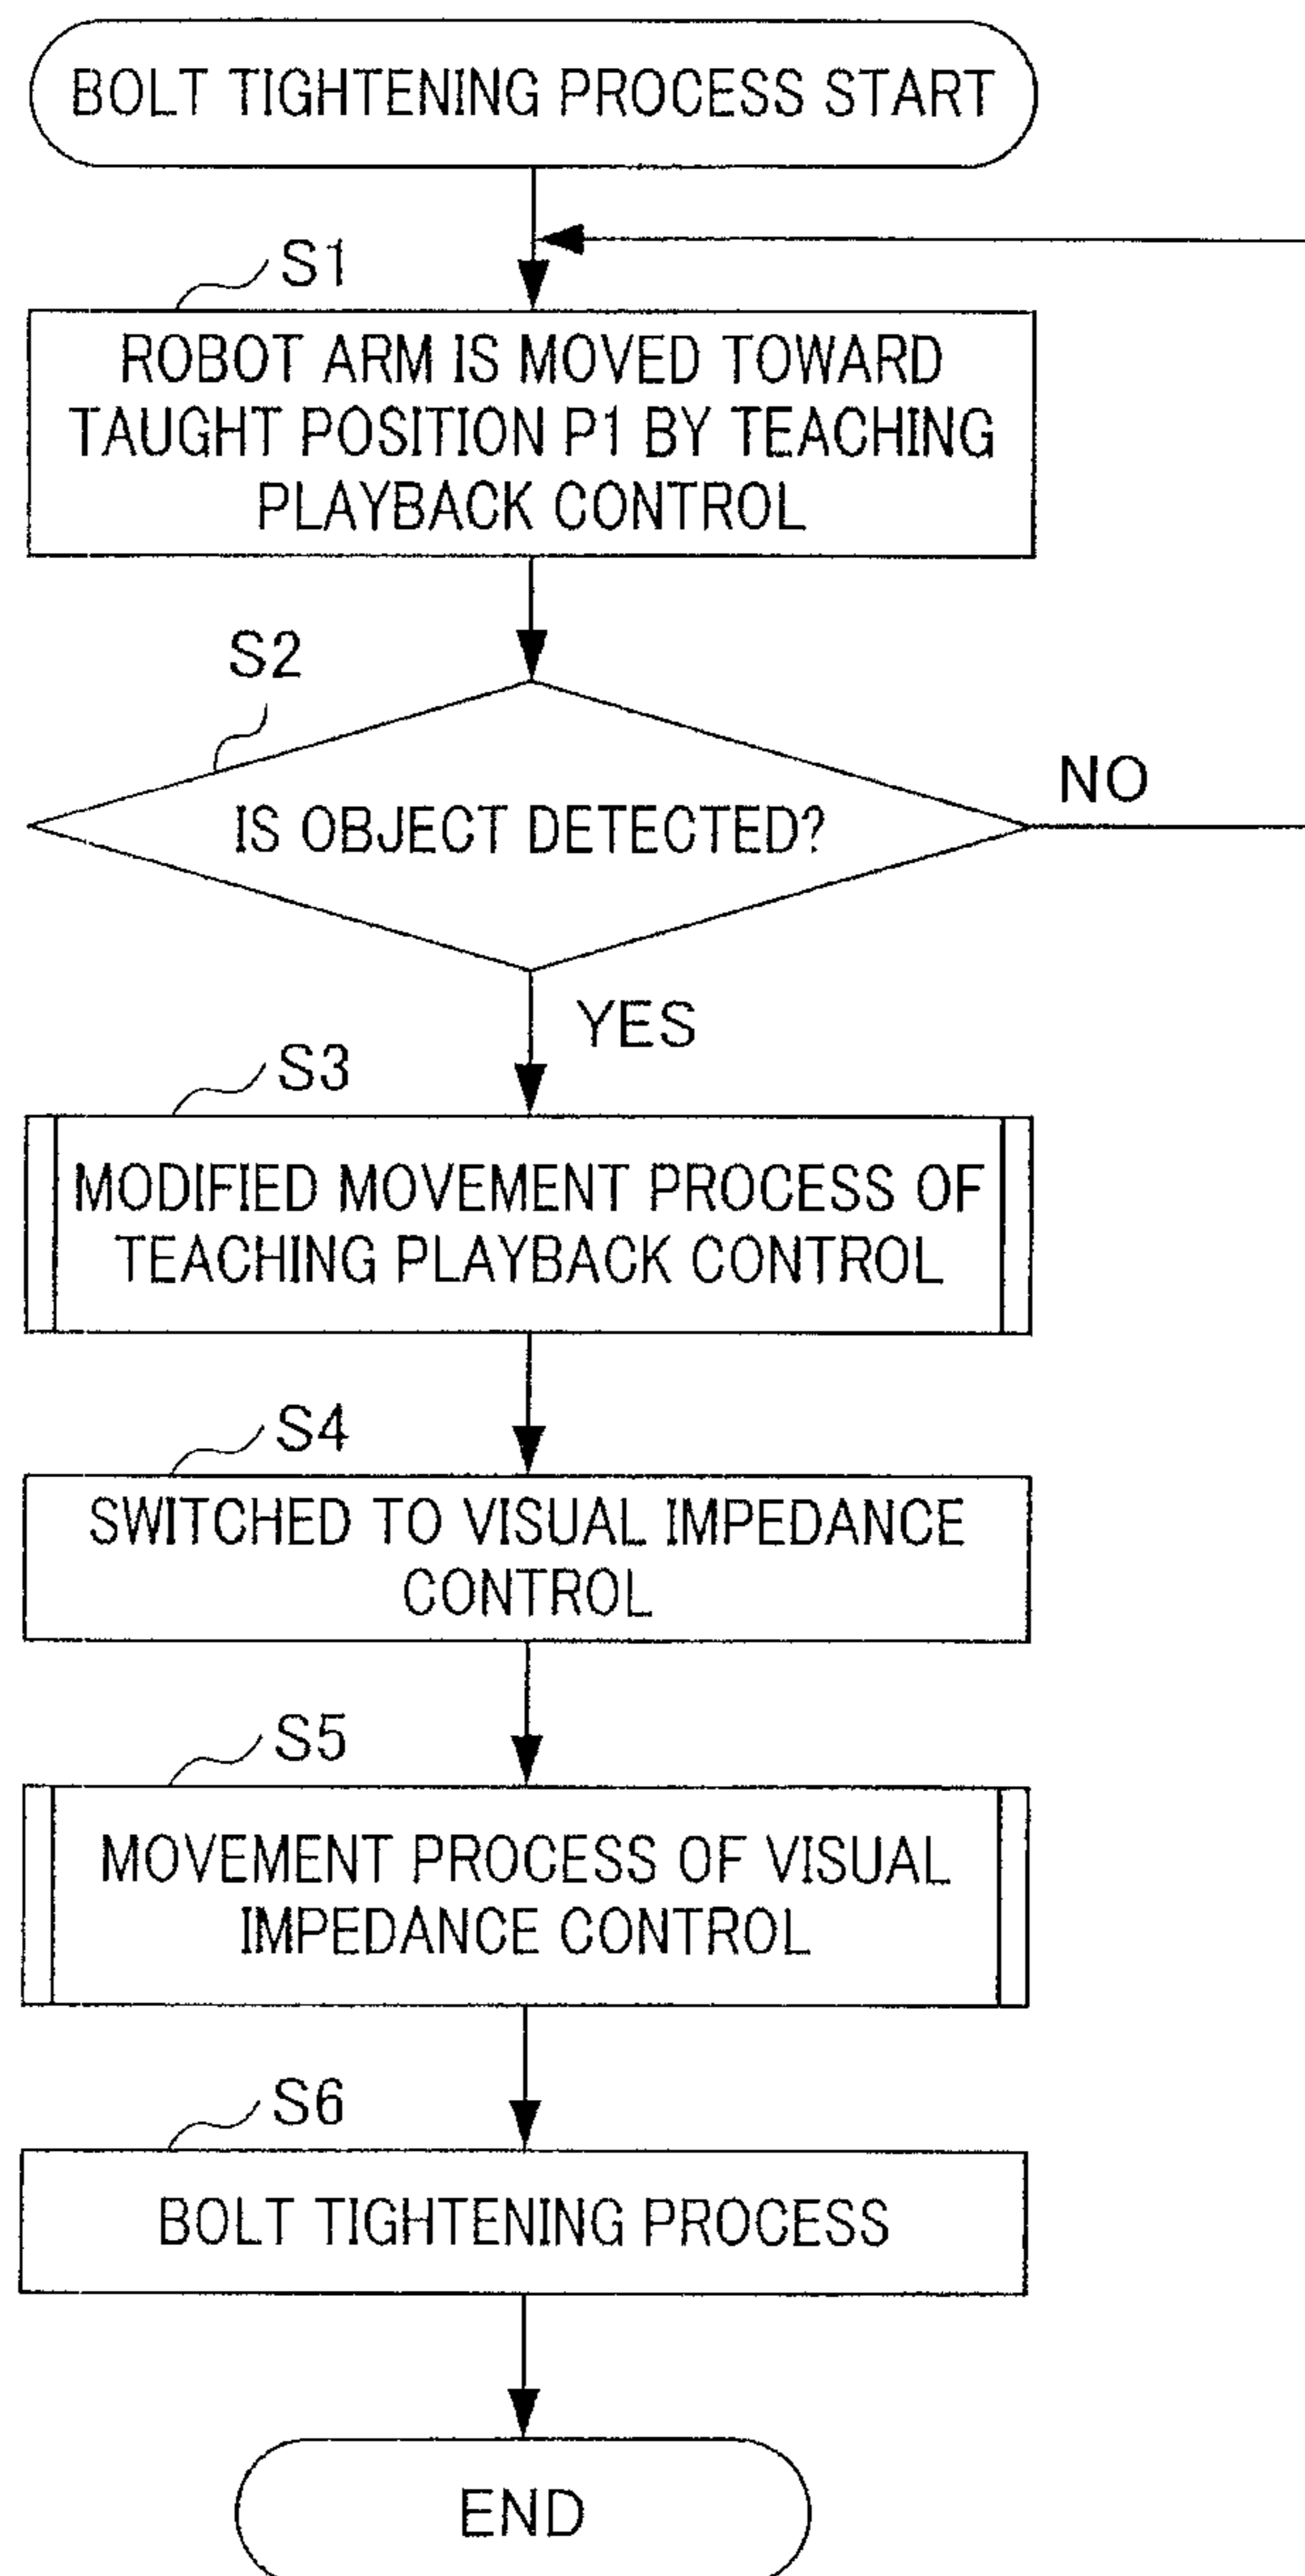 BOLT TIGHTENING PROCESS START
S1
ROBOT ARM IS MOVED TOWARD
TAUGHT POSITION P1 BY TEACHING
PLAYBACK CONTROL
S2
IS OBJECT DETECTED?
NO
YES
S3
MODIFIED MOVEMENT PROCESS OF
TEACHING PLAYBACK CONTROL
S4
SWITCHED TO VISUAL IMPEDANCE
CONTROL
S5
MOVEMENT PROCESS OF VISUAL
IMPEDANCE CONTROL
S6
BOLT TIGHTENING PROCESS
END